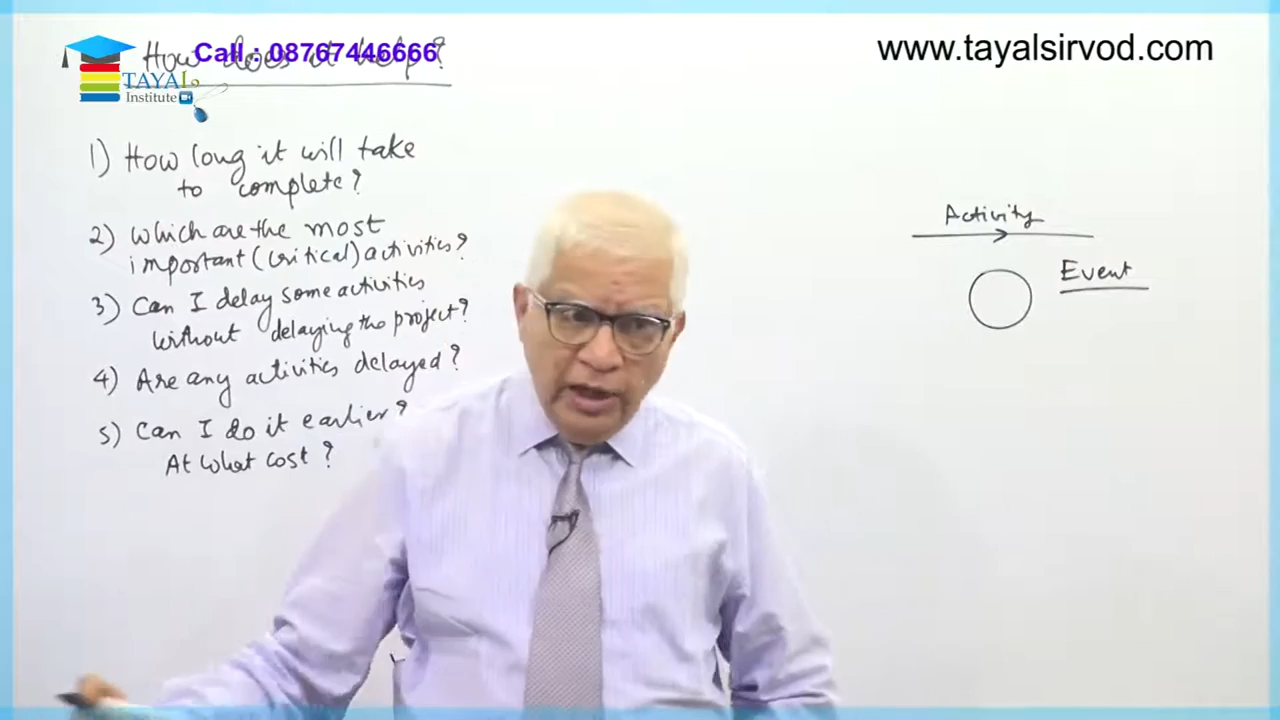 How does it help?
Call : 08767446666
www.tayalsirvod.com
TAYAL
Institute
1) How long it will take
to complete?
2) Which are the most
important (critical) activities?
3) Can I delay some activities
without delaying the project?
4) Are any activities delayed?
5) Can I do it earlier?
At what cost?
Activity
Event